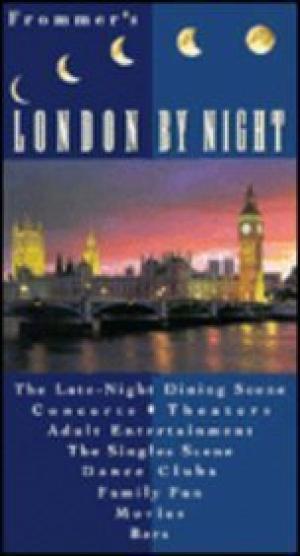 Frommer's
LONDON BY NIGHT
The Late-Night Dining Scene
Concerts • Theaters
Adult Entertainment
The Singles Scene
Dance Clubs
Family Fun
Movies
Bars